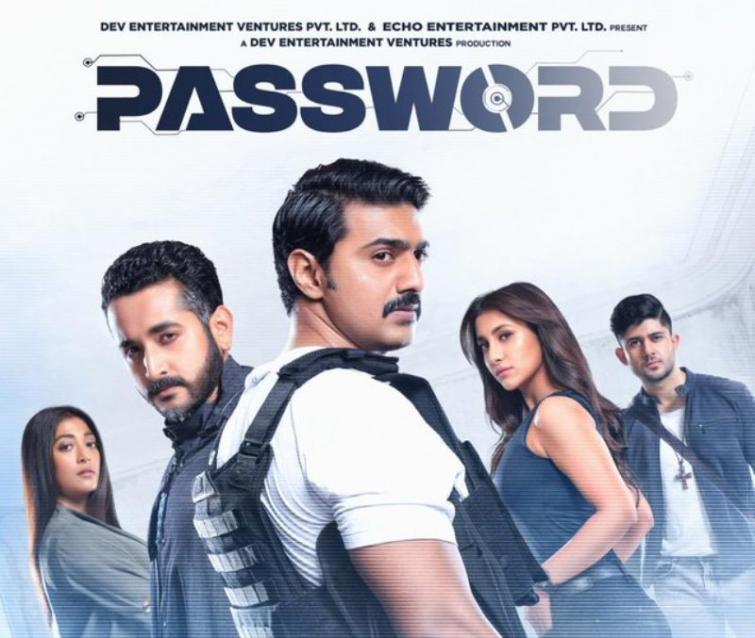 DEV ENTERTAINMENT VENTURES PVT. LTD. & ECHO ENTERTAINMENT PVT. LTD. PRESENT
A DEV ENTERTAINMENT VENTURES PRODUCTION
PASSWORD